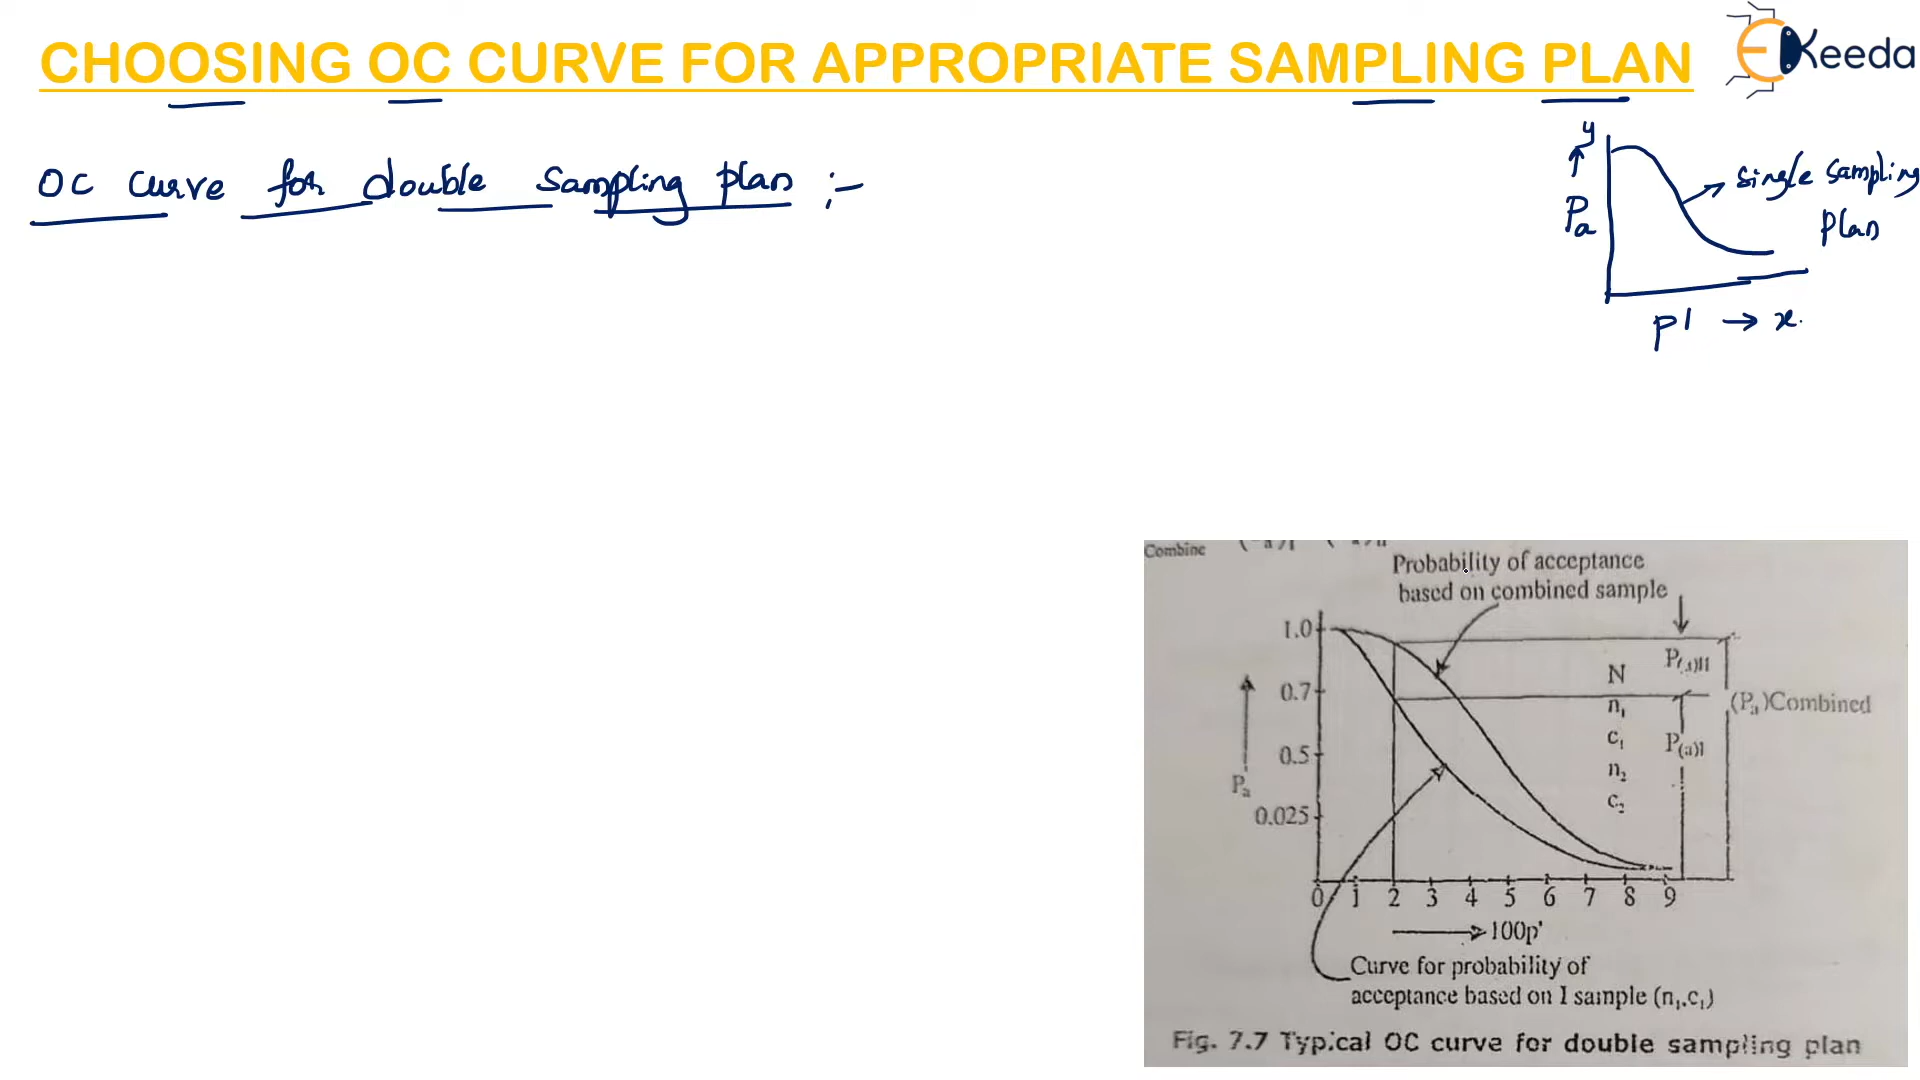 CHOOSING OC CURVE FOR APPROPRIATE SAMPLING PLAN
EKeeda
OC curve for double sampling plan :-
y
Pa
single sampling
plan
p' → x.
Combine
Probability of acceptance
based on combined sample
1.0
0.7
0.5
0.025
Pa
N
n₁
c₁
n₂
c₂
P(a)II
P(a)I
(Pa)Combined
0 1 2 3 4 5 6 7 8 9
100p'
Curve for probability of
acceptance based on I sample (n₁,c₁)
Fig. 7.7 Typical OC curve for double sampling plan